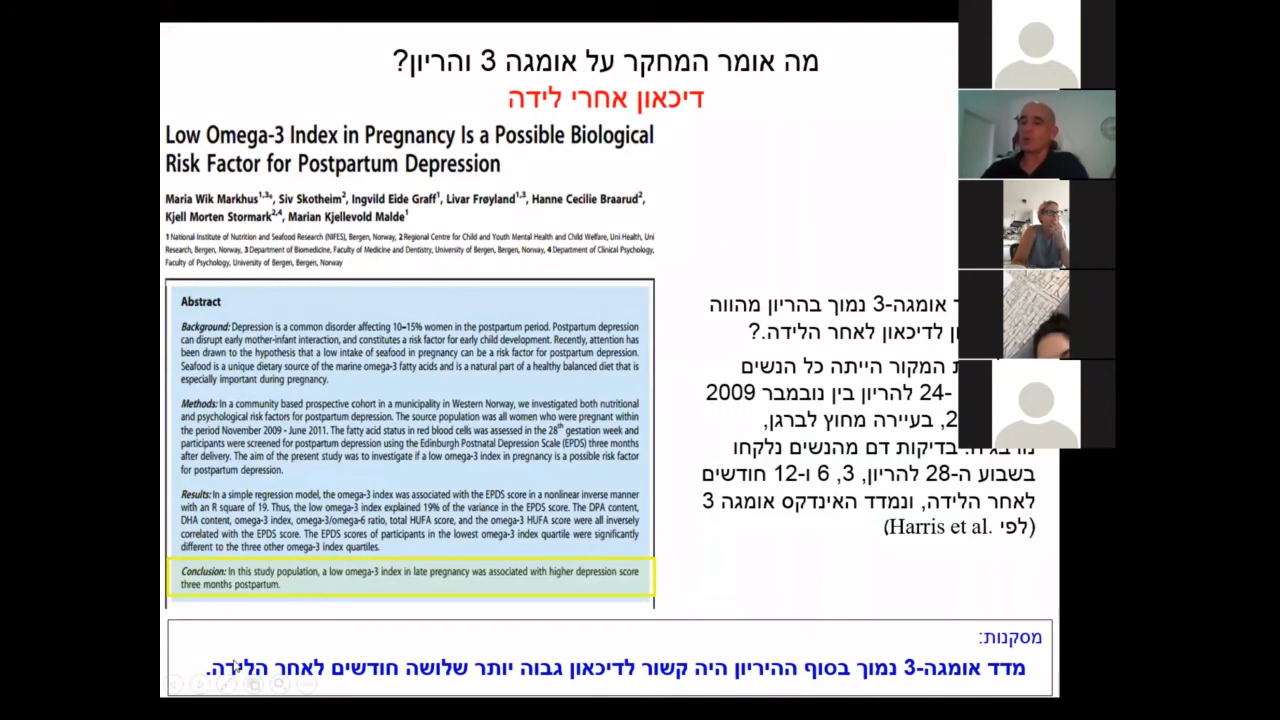 מה אומר המחקר על אומגה 3 והריון?
דיכאון אחרי לידה
Low Omega-3 Index in Pregnancy Is a Possible Biological
Risk Factor for Postpartum Depression
Maria Wik Markhus1,3*, Siv Skotheim2, Ingvild Eide Graff1, Livar Frøyland1,3, Hanne Cecilie Braarud2,
Kjell Morten Stormark2,4, Marian Kjellevold Malde1
1 National Institute of Nutrition and Seafood Research (NIFES), Bergen, Norway, 2 Regional Centre for Child and Youth Mental Health and Child Welfare, Uni Health, Uni
Research, Bergen, Norway, 3 Department of Biomedicine, Faculty of Medicine and Dentistry, University of Bergen, Bergen, Norway, 4 Department of Clinical Psychology,
Faculty of Psychology, University of Bergen, Bergen, Norway
Abstract
Background: Depression is a common disorder affecting 10–15% women in the postpartum period. Postpartum depression
can disrupt early mother-infant interaction, and constitutes a risk factor for early child development. Recently, attention has
been drawn to the hypothesis that a low intake of seafood in pregnancy can be a risk factor for postpartum depression.
Seafood is a unique dietary source of the marine omega-3 fatty acids and is a natural part of a healthy balanced diet that is
especially important during pregnancy.
Methods: In a community based prospective cohort in a municipality in Western Norway, we investigated both nutritional
and psychological risk factors for postpartum depression. The source population was all women who were pregnant within
the period November 2009 - June 2011. The fatty acid status in red blood cells was assessed in the 28th gestation week and
participants were screened for postpartum depression using the Edinburgh Postnatal Depression Scale (EPDS) three months
after delivery. The aim of the present study was to investigate if a low omega-3 index in pregnancy is a possible risk factor
for postpartum depression.
Results: In a simple regression model, the omega-3 index was associated with the EPDS score in a nonlinear inverse manner
with an R square of 19. Thus, the low omega-3 index explained 19% of the variance in the EPDS score. The DPA content,
DHA content, omega-3 index, omega-3/omega-6 ratio, total HUFA score, and the omega-3 HUFA score were all inversely
correlated with the EPDS score. The EPDS scores of participants in the lowest omega-3 index quartile were significantly
different to the three other omega-3 index quartiles.
Conclusion: In this study population, a low omega-3 index in late pregnancy was associated with higher depression score
three months postpartum.
אומגה-3 נמוך בהריון מהווה
לדיכאון לאחר הלידה.?
המקור הייתה כל הנשים
24- להריון בין נובמבר 2009
בעיירה מחוץ לברגן,
בדיקות דם מהנשים נלקחו
בשבוע ה-28 להריון, 3, 6 ו-12 חודשים
לאחר הלידה, ונמדד האינדקס אומגה 3
(לפי Harris et al.)
מסקנות:
מדד אומגה-3 נמוך בסוף ההיריון היה קשור לדיכאון גבוה יותר שלושה חודשים לאחר הלידה.